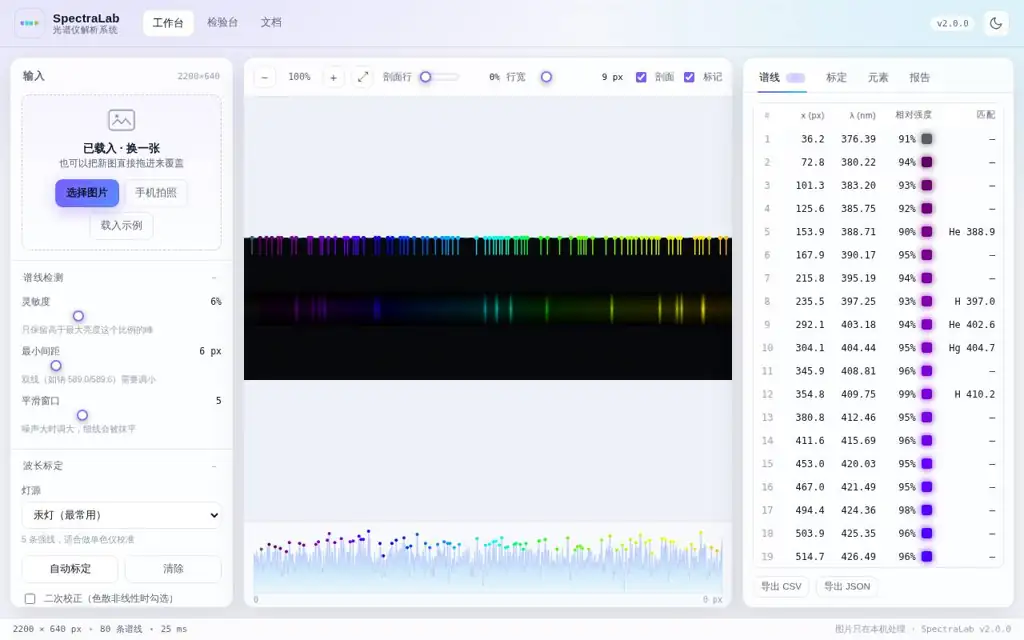 SpectraLab
光谱仪解析系统
工作台 检验台 文档
v2.0.0
输入 2200×640
已载入 · 换一张
也可以把新图直接拖进来覆盖
选择图片 手机拍照
载入示例
谱线检测 −
灵敏度 6%
只保留高于最大亮度这个比例的峰
最小间距 6 px
双线（如钠 589.0/589.6）需要调小
平滑窗口 5
噪声大时调大，细线会被抹平
波长标定 −
灯源
汞灯（最常用）
5 条强线，适合做单色仪校准
自动标定 清除
二次校正（色散非线性时勾选）
− 100% + 剖面行 0% 行宽 9 px 剖面 标记
0 0 px
谱线 标定 元素 报告
# x (px) λ (nm) 相对强度 匹配
1 36.2 376.39 91% —
2 72.8 380.22 94% —
3 101.3 383.20 93% —
4 125.6 385.75 92% —
5 153.9 388.71 90% He 388.9
6 167.9 390.17 95% —
7 215.8 395.19 94% —
8 235.5 397.25 93% H 397.0
9 292.1 403.18 94% He 402.6
10 304.1 404.44 95% Hg 404.7
11 345.9 408.81 96% —
12 354.8 409.75 99% H 410.2
13 380.8 412.46 95% —
14 411.6 415.69 96% —
15 453.0 420.03 95% —
16 467.0 421.49 95% —
17 494.4 424.36 98% —
18 503.9 425.35 96% —
19 514.7 426.49 96% —
导出 CSV 导出 JSON
2200 × 640 px · 80 条谱线 · 25 ms
图片只在本机处理 · SpectraLab v2.0.0